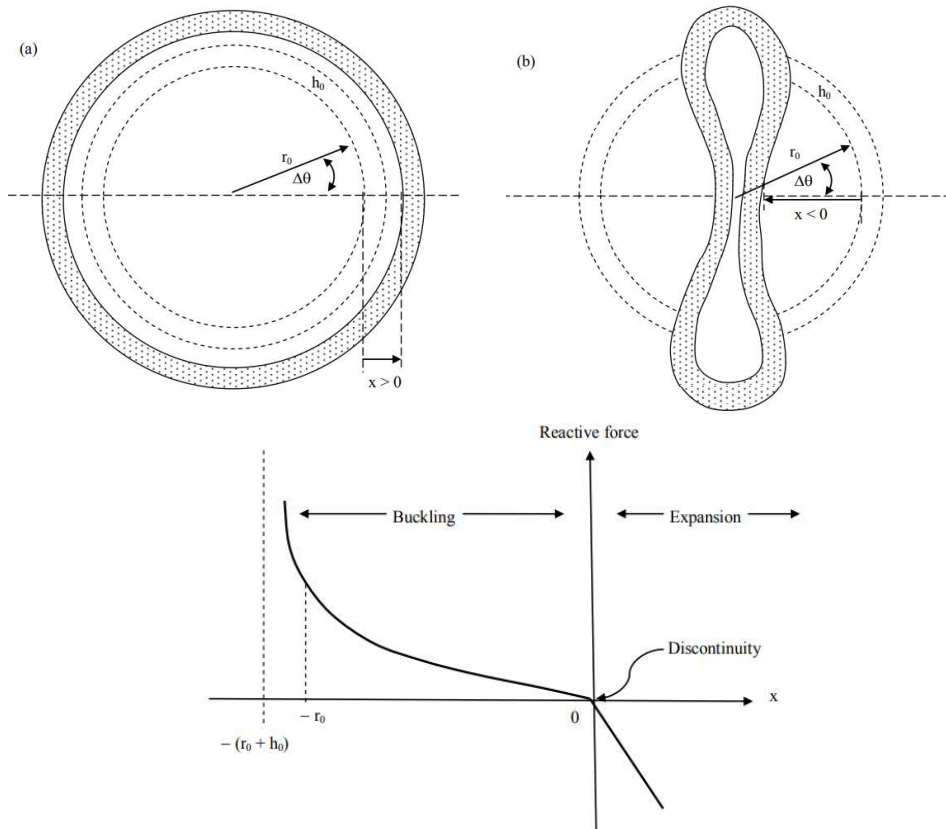 (a)
h₀
r₀
Δθ
x > 0
(b)
h₀
r₀
Δθ
x < 0
Reactive force
Buckling
Expansion
Discontinuity
x
0
– r₀
– (r₀ + h₀)